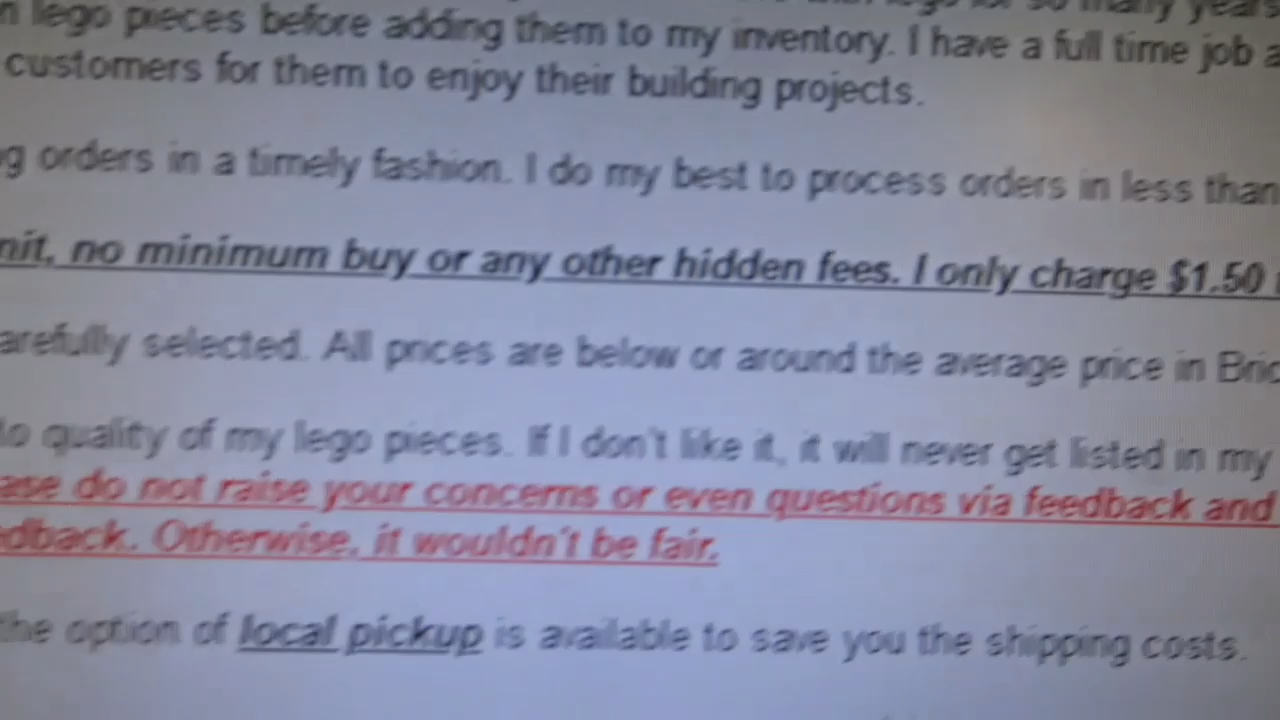 lego pieces before adding them to my inventory. I have a full time job
customers for them to enjoy their building projects.
orders in a timely fashion. I do my best to process orders in less than
no minimum buy or any other hidden fees. I only charge $1.50
selected. All prices are below or around the average price in
quality of my lego pieces. If I don't like it, it will never get listed in my
do not raise your concerns or even questions via feedback and
Otherwise, it wouldn't be fair.
the option of local pickup is available to save you the shipping costs.